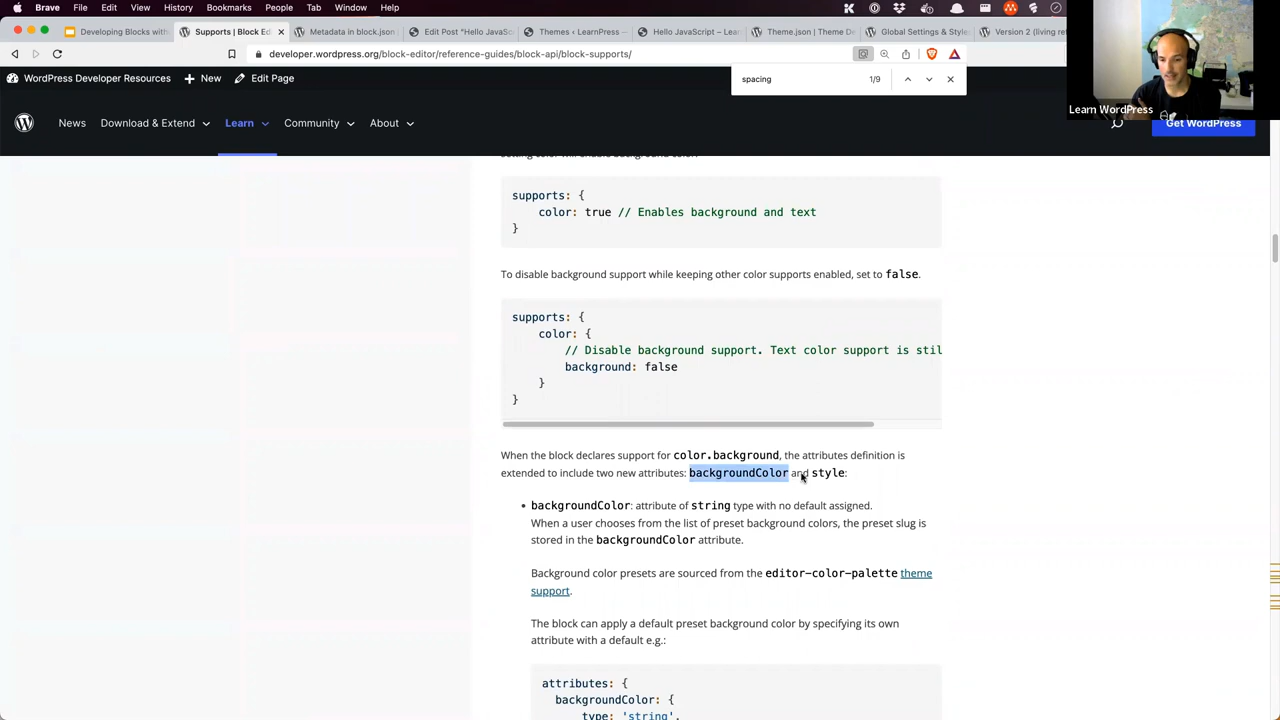 Brave File Edit View History Bookmarks People Tab Window Help
Developing Blocks with
Supports | Block Ed
Metadata in block.json
Edit Post "Hello JavaSc
Themes ‹ LearnPress
Hello JavaScript – Lear
Theme.json | Theme De
Global Settings & Style
Version 2 (living re
developer.wordpress.org/block-editor/reference-guides/block-api/block-supports/
spacing 1/9
WordPress Developer Resources New Edit Page
Learn WordPress
News Download & Extend Learn Community About Get WordPress
setting color will enable background color.
supports: {
color: true // Enables background and text
}
To disable background support while keeping other color supports enabled, set to false.
supports: {
color: {
// Disable background support. Text color support is stil
background: false
}
}
When the block declares support for color.background, the attributes definition is
extended to include two new attributes: backgroundColor and style:
• backgroundColor: attribute of string type with no default assigned.
When a user chooses from the list of preset background colors, the preset slug is
stored in the backgroundColor attribute.
Background color presets are sourced from the editor-color-palette theme
support.
The block can apply a default preset background color by specifying its own
attribute with a default e.g.:
attributes: {
backgroundColor: {
type: 'string',